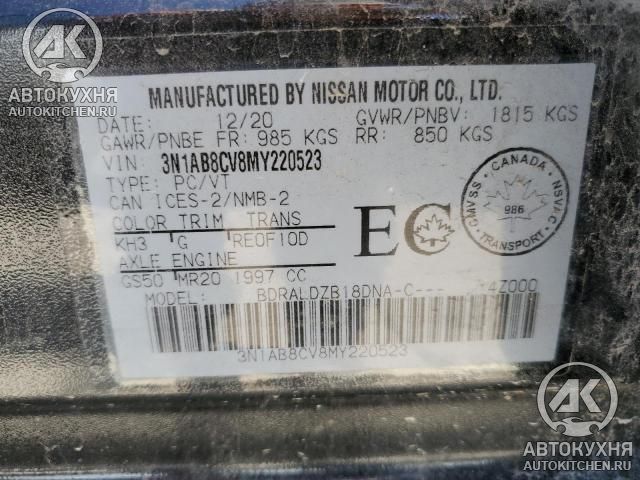 AK
АВТОКУХНЯ
AUTOKITCHEN.RU
MANUFACTURED BY NISSAN MOTOR CO., LTD.
DATE: 12/20 GVWR/PNBV: 1815 KGS
GAWR/PNBE FR: 985 KGS RR: 850 KGS
VIN: 3N1AB8CV8MY220523
TYPE: PC/VT
CAN ICES-2/NMB-2
COLOR TRIM TRANS
KH3 G RE0F10D
AXLE ENGINE
GS50 MR20 1997 CC
MODEL: BDRALDZB18DNA-C--- 4Z000
EC
CANADA
CMVSS NSVAC
986
TRANSPORT
3N1AB8CV8MY220523
AK
АВТОКУХНЯ
AUTOKITCHEN.RU